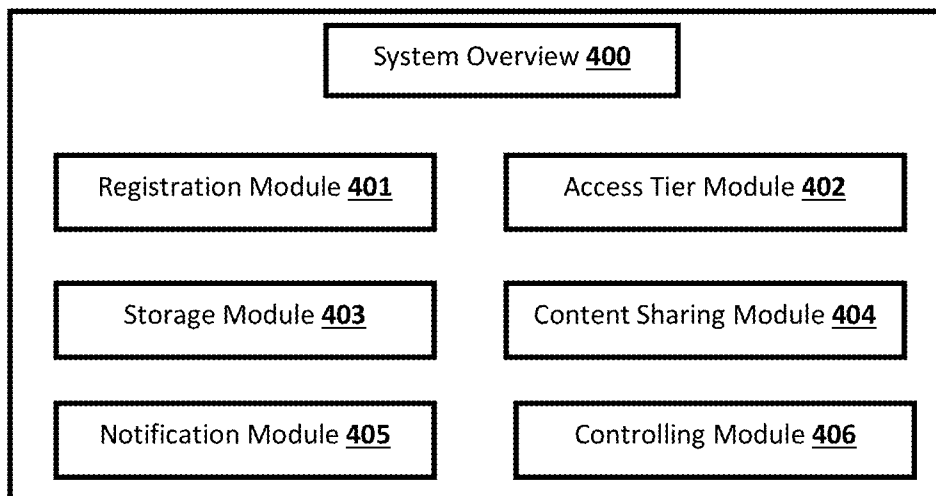 System Overview 400
Registration Module 401
Access Tier Module 402
Storage Module 403
Content Sharing Module 404
Notification Module 405
Controlling Module 406